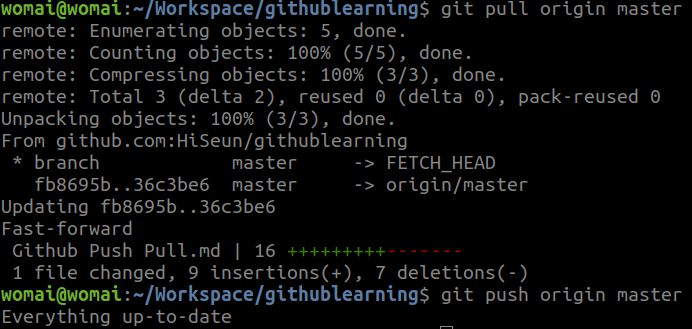 womai@womai:~/Workspace/githublearning$ git pull origin master
remote: Enumerating objects: 5, done.
remote: Counting objects: 100% (5/5), done.
remote: Compressing objects: 100% (3/3), done.
remote: Total 3 (delta 2), reused 0 (delta 0), pack-reused 0
Unpacking objects: 100% (3/3), done.
From github.com:HiSeun/githublearning
 * branch            master     -> FETCH_HEAD
   fb8695b..36c3be6  master     -> origin/master
Updating fb8695b..36c3be6
Fast-forward
 Github Push Pull.md | 16 +++++++++-------
 1 file changed, 9 insertions(+), 7 deletions(-)
womai@womai:~/Workspace/githublearning$ git push origin master
Everything up-to-date